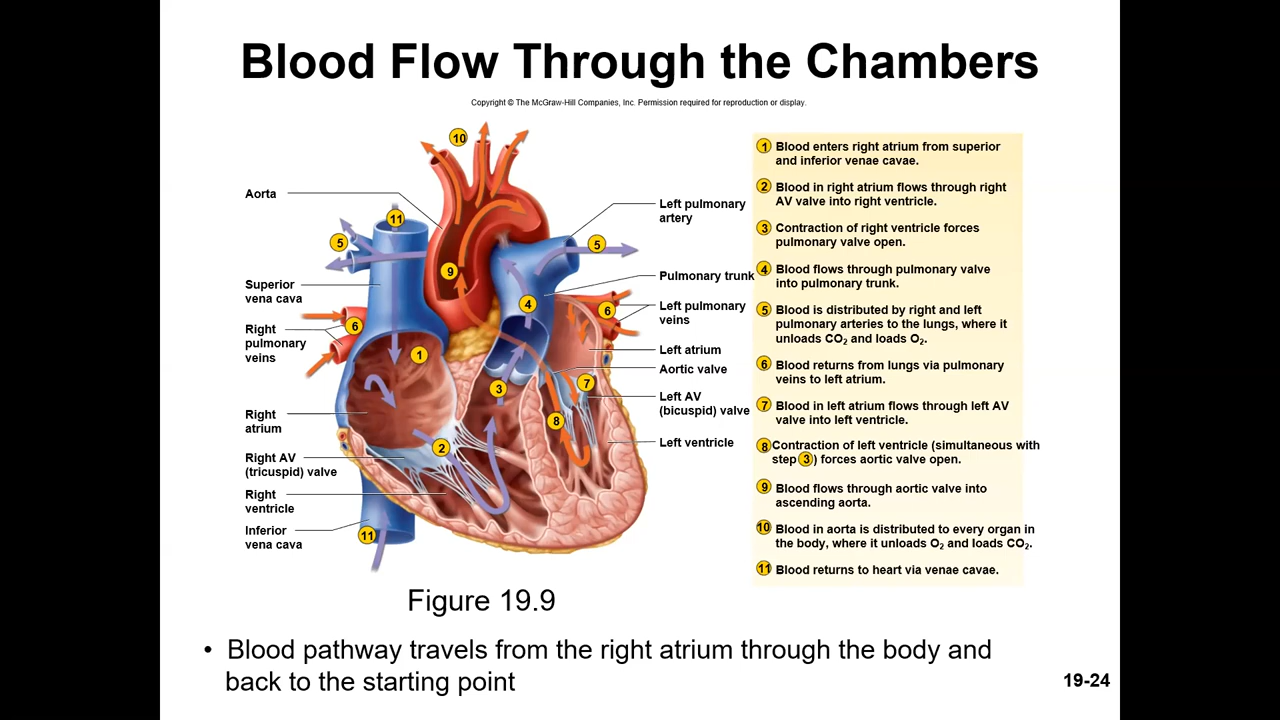 Blood Flow Through the Chambers
Copyright © The McGraw-Hill Companies, Inc. Permission required for reproduction or display.
10
Aorta
11
5
Superior
vena cava
6
Right
pulmonary
veins
9
1
Right
atrium
Right AV
(tricuspid) valve
2
Right
ventricle
Inferior
vena cava
11
Left pulmonary
artery
5
Pulmonary trunk
4
Left pulmonary
veins
6
Left atrium
Aortic valve
3
7
Left AV
(bicuspid) valve
8
Left ventricle
1 Blood enters right atrium from superior
and inferior venae cavae.
2 Blood in right atrium flows through right
AV valve into right ventricle.
3 Contraction of right ventricle forces
pulmonary valve open.
4 Blood flows through pulmonary valve
into pulmonary trunk.
5 Blood is distributed by right and left
pulmonary arteries to the lungs, where it
unloads CO₂ and loads O₂.
6 Blood returns from lungs via pulmonary
veins to left atrium.
7 Blood in left atrium flows through left AV
valve into left ventricle.
8 Contraction of left ventricle (simultaneous with
step 3 ) forces aortic valve open.
9 Blood flows through aortic valve into
ascending aorta.
10 Blood in aorta is distributed to every organ in
the body, where it unloads O₂ and loads CO₂.
11 Blood returns to heart via venae cavae.
Figure 19.9
• Blood pathway travels from the right atrium through the body and
back to the starting point
19-24